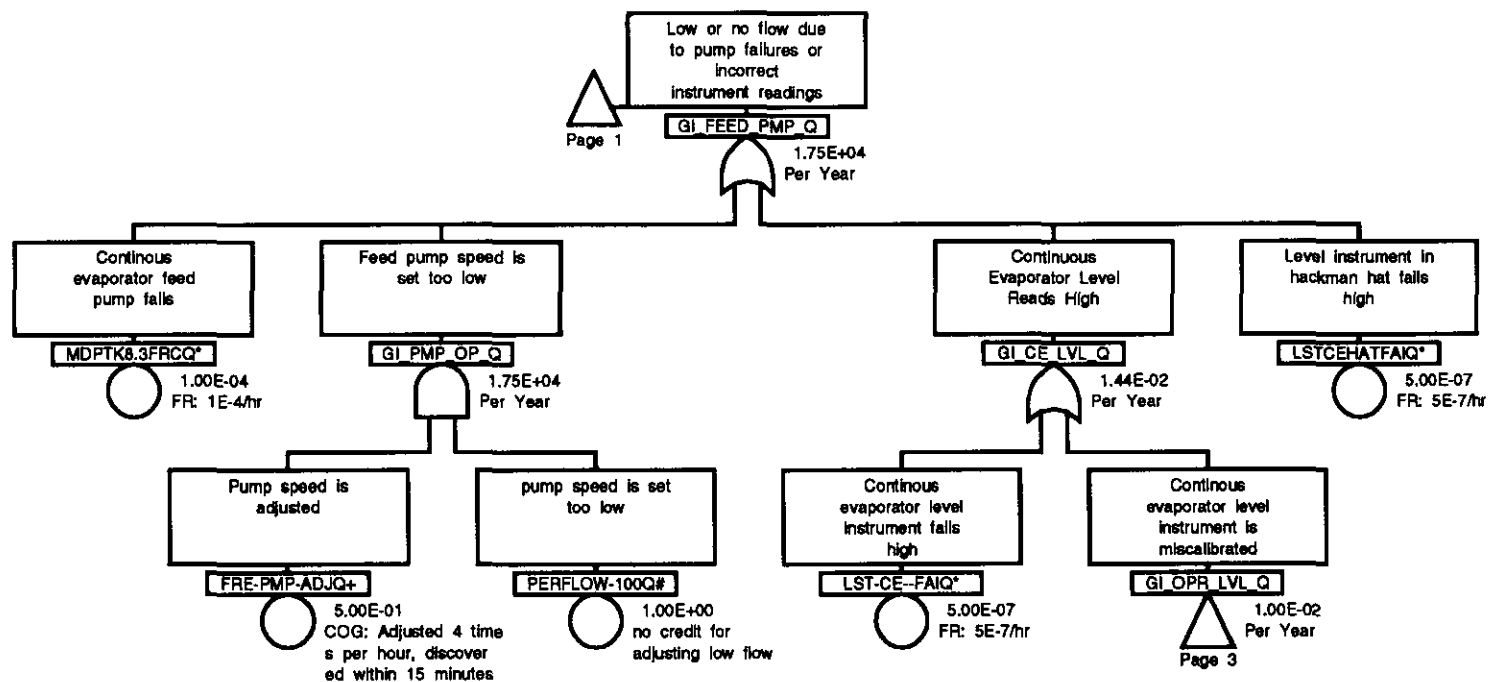 Low or no flow due
to pump failures or
incorrect
instrument readings
GI_FEED_PMP_Q
Page 1
1.75E+04
Per Year
Continous
evaporator feed
pump fails
MDPTK8.3FRCQ*
1.00E-04
FR: 1E-4/hr
Feed pump speed is
set too low
GI_PMP_OP_Q
1.75E+04
Per Year
Continuous
Evaporator Level
Reads High
GI_CE_LVL_Q
1.44E-02
Per Year
Level instrument in
hackman hat fails
high
LSTCEHATFAIQ*
5.00E-07
FR: 5E-7/hr
Pump speed is
adjusted
FRE-PMP-ADJQ+
5.00E-01
COG: Adjusted 4 time
s per hour, discover
ed within 15 minutes
pump speed is set
too low
PERFLOW-100Q#
1.00E+00
no credit for
adjusting low flow
Continous
evaporator level
instrument fails
high
LST-CE--FAIQ*
5.00E-07
FR: 5E-7/hr
Continous
evaporator level
instrument is
miscalibrated
GI_OPR_LVL_Q
1.00E-02
Per Year
Page 3